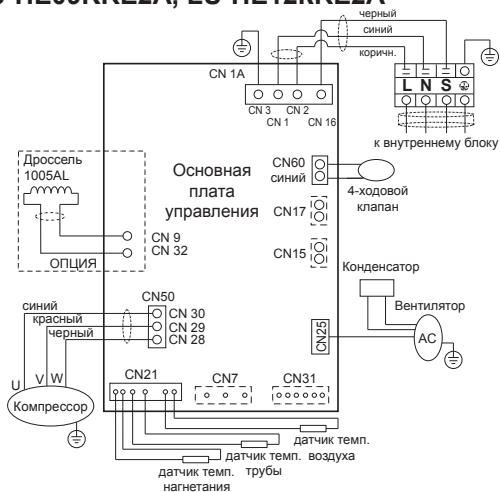 черный
синий
коричн.
CN 1A
CN 3
CN 2
CN 1
CN 16
L N S
к внутреннему блоку
Дроссель
1005AL
CN 9
CN 32
ОПЦИЯ
Основная
плата
управления
CN60
синий
4-ходовой
клапан
CN17
CN15
Конденсатор
Вентилятор
AC
CN25
CN50
CN 30
CN 29
CN 28
синий
красный
черный
U V W
Компрессор
CN21
CN7
CN31
датчик темп.
воздуха
датчик темп.
трубы
датчик темп.
нагнетания